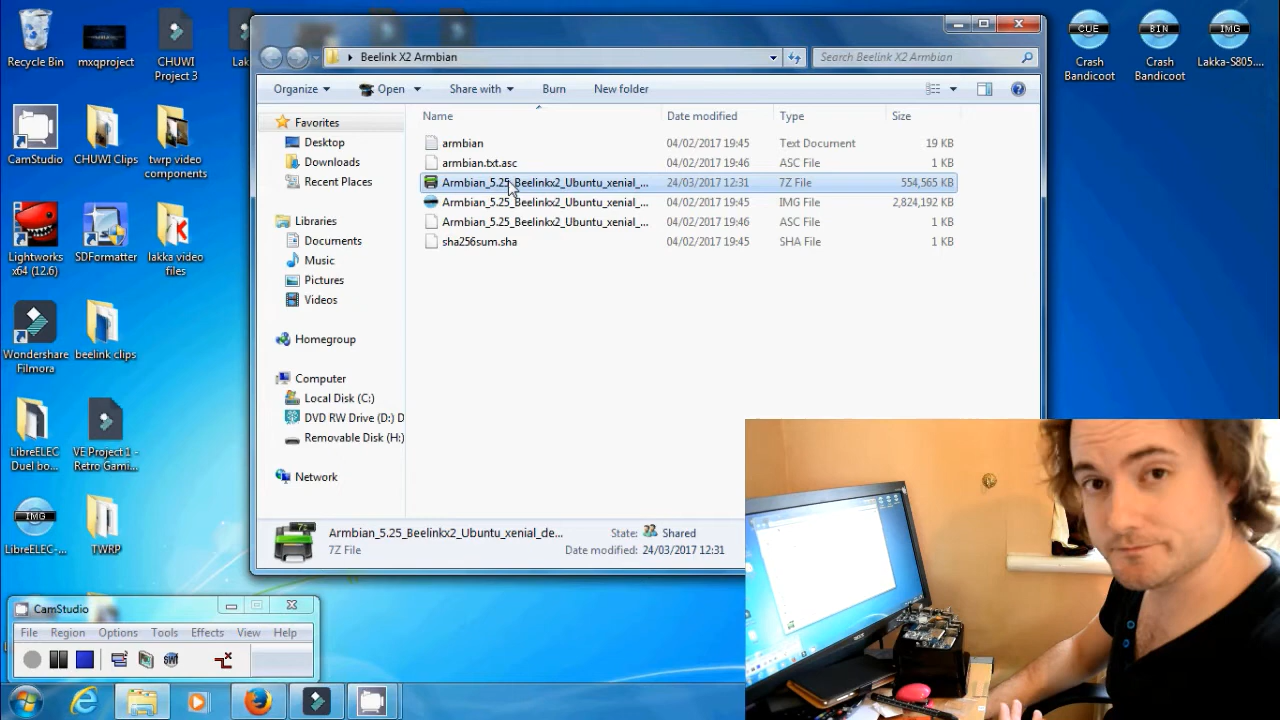 Recycle Bin
mxqproject
CHUWI
Project 3
Lak
CamStudio
CHUWI Clips
twrp video
components
Lightworks
x64 (12.6)
SDFormatter
lakka video
files
Wondershare
Filmora
beelink clips
LibreELEC
Duel bo...
VE Project 1 -
Retro Gami...
IMG
LibreELEC-...
TWRP
CUE
Crash
Bandicoot
BIN
Crash
Bandicoot
IMG
Lakka-S805....
Beelink X2 Armbian
Search Beelink X2 Armbian
Organize
Open
Share with
Burn
New folder
Favorites
Desktop
Downloads
Recent Places
Libraries
Documents
Music
Pictures
Videos
Homegroup
Computer
Local Disk (C:)
DVD RW Drive (D:) D
Removable Disk (H:)
Network
Name Date modified Type Size
armbian 04/02/2017 19:45 Text Document 19 KB
armbian.txt.asc 04/02/2017 19:46 ASC File 1 KB
Armbian_5.25_Beelinkx2_Ubuntu_xenial_... 24/03/2017 12:31 7Z File 554,565 KB
Armbian_5.25_Beelinkx2_Ubuntu_xenial_... 04/02/2017 19:45 IMG File 2,824,192 KB
Armbian_5.25_Beelinkx2_Ubuntu_xenial_... 04/02/2017 19:46 ASC File 1 KB
sha256sum.sha 04/02/2017 19:45 SHA File 1 KB
Armbian_5.25_Beelinkx2_Ubuntu_xenial_de... State: Shared
7Z File Date modified: 24/03/2017 12:31
CamStudio
File Region Options Tools Effects View Help
SWF